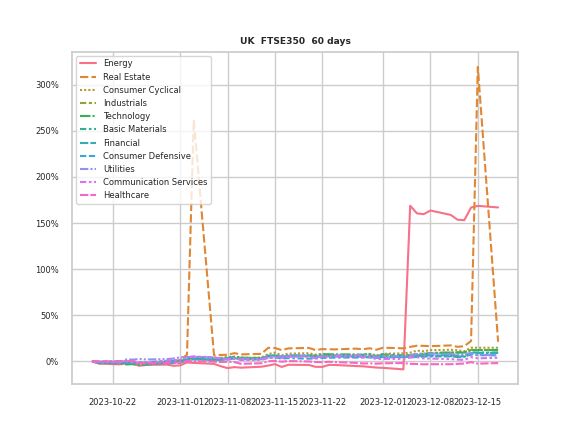 UK FTSE350 60 days
300%
250%
200%
150%
100%
50%
0%
Energy
Real Estate
Consumer Cyclical
Industrials
Technology
Basic Materials
Financial
Consumer Defensive
Utilities
Communication Services
Healthcare
2023-10-22
2023-11-01
2023-11-08
2023-11-15
2023-11-22
2023-12-01
2023-12-08
2023-12-15